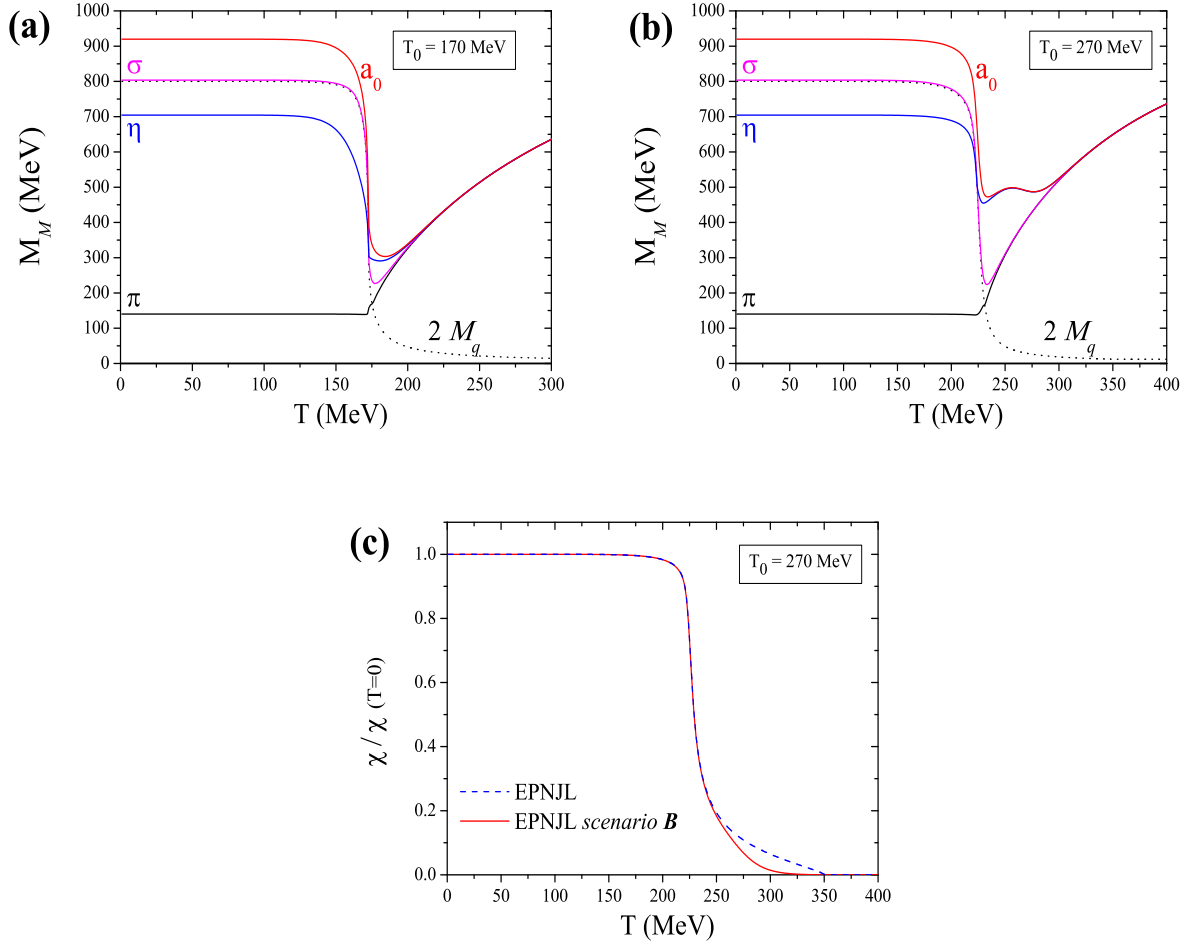 (a)
1000
900
800
700
600
500
400
300
200
100
0
M_M (MeV)
T_0 = 170 MeV
a_0
σ
η
π
2 M_q
0 50 100 150 200 250 300
T (MeV)
(b)
1000
900
800
700
600
500
400
300
200
100
0
M_M (MeV)
T_0 = 270 MeV
a_0
σ
η
π
2 M_q
0 50 100 150 200 250 300 350 400
T (MeV)
(c)
1.0
0.8
0.6
0.4
0.2
0.0
χ / χ (T=0)
T_0 = 270 MeV
EPNJL
EPNJL scenario B
0 50 100 150 200 250 300 350 400
T (MeV)